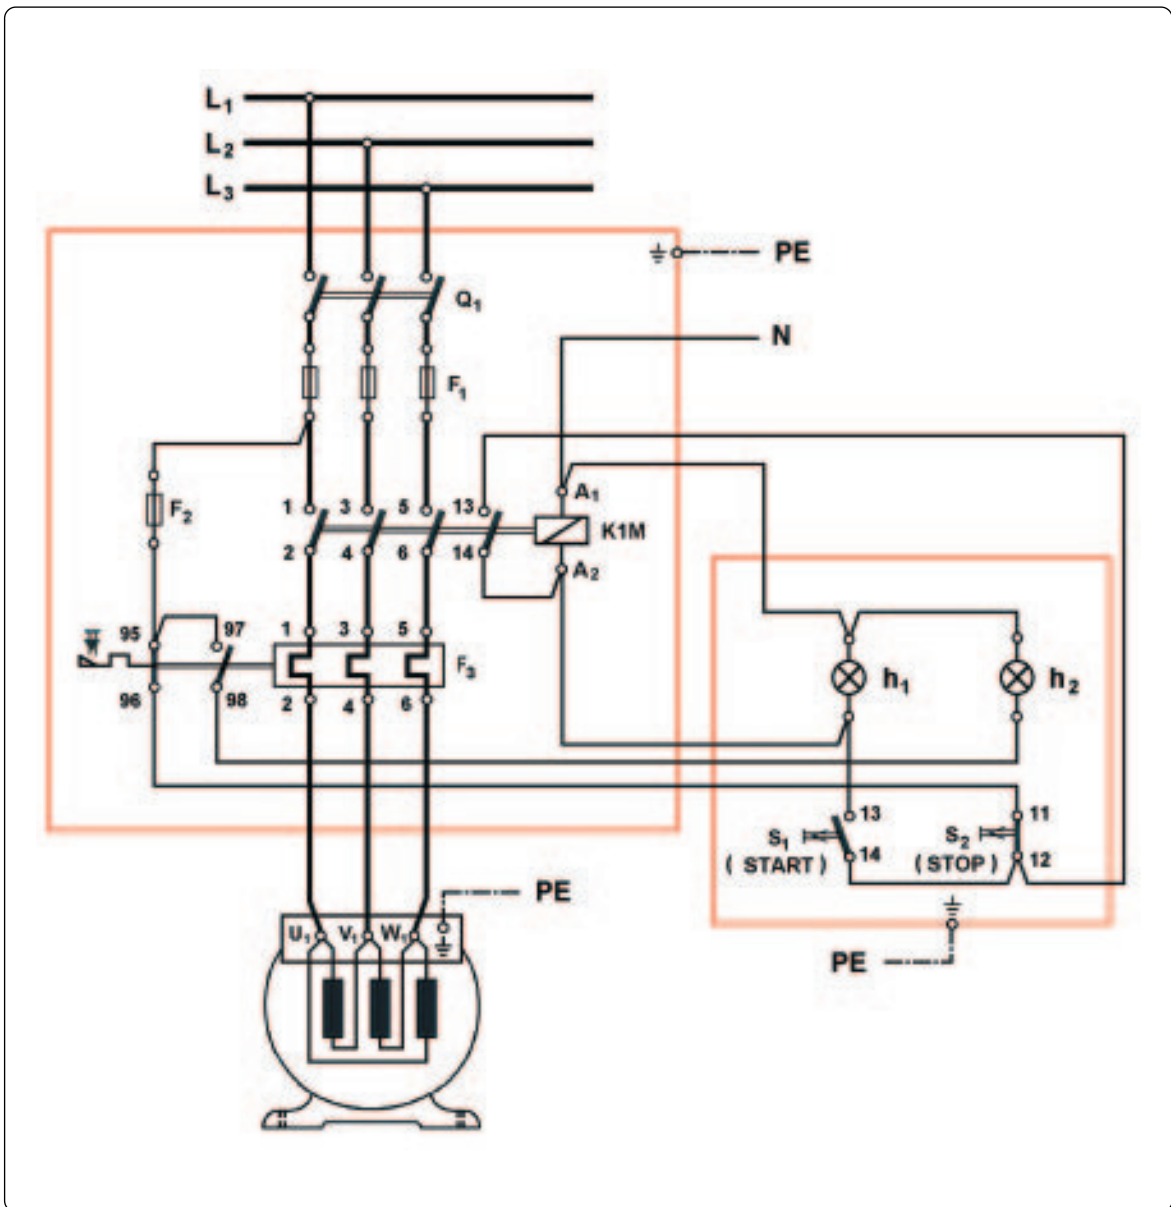 L₁
L₂
L₃
PE
Q₁
N
F₁
F₂
1 3 5 13
A₁
K1M
2 4 6 14
A₂
95 97
1 3 5
F₃
96 98
2 4 6
h₁ h₂
13 11
S₁ S₂
14 12
( START ) ( STOP )
PE
U₁ V₁ W₁
PE